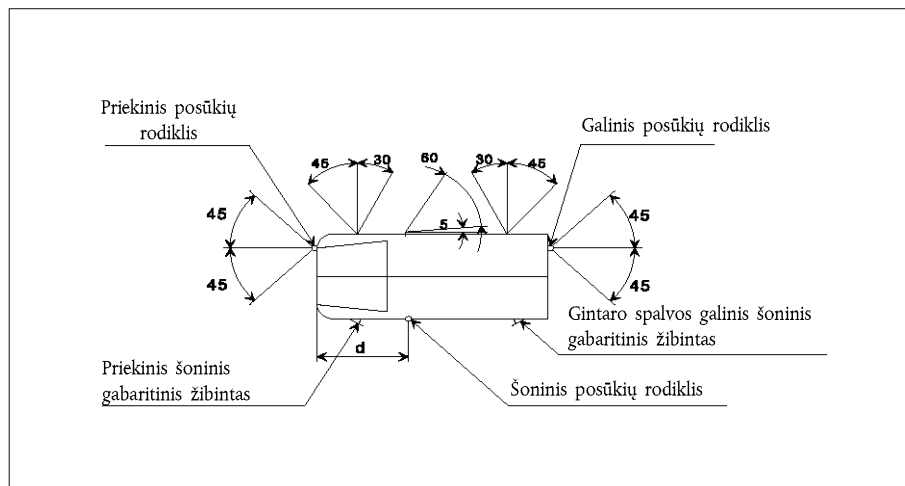 Priekinis posūkių
rodiklis
Galinis posūkių rodiklis
45
30
60
30
45
5
45
45
45
45
d
Gintaro spalvos galinis šoninis
gabaritinis žibintas
Priekinis šoninis
gabaritinis žibintas
Šoninis posūkių rodiklis